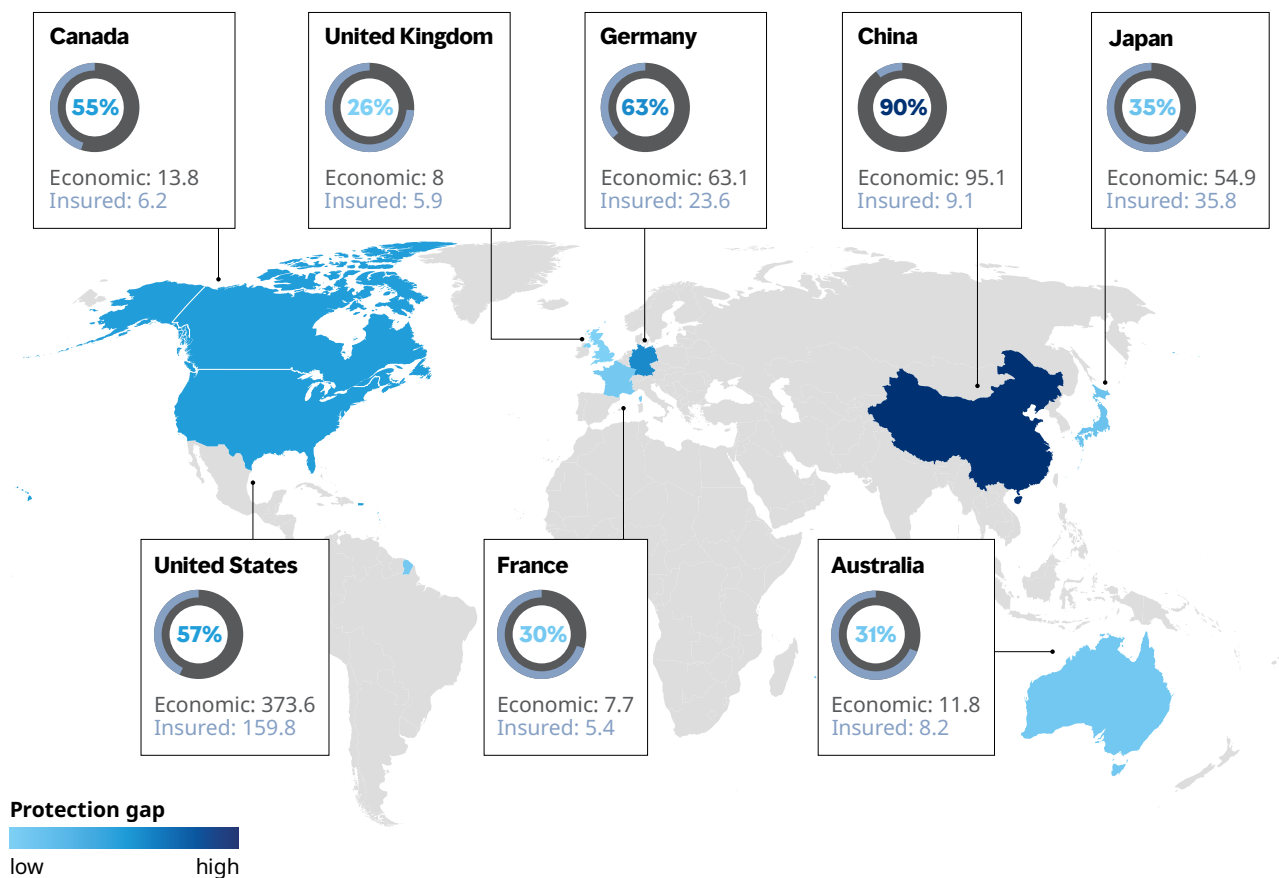 Canada
55%
Economic: 13.8
Insured: 6.2
United Kingdom
26%
Economic: 8
Insured: 5.9
Germany
63%
Economic: 63.1
Insured: 23.6
China
90%
Economic: 95.1
Insured: 9.1
Japan
35%
Economic: 54.9
Insured: 35.8
United States
57%
Economic: 373.6
Insured: 159.8
France
30%
Economic: 7.7
Insured: 5.4
Australia
31%
Economic: 11.8
Insured: 8.2
Protection gap
low high